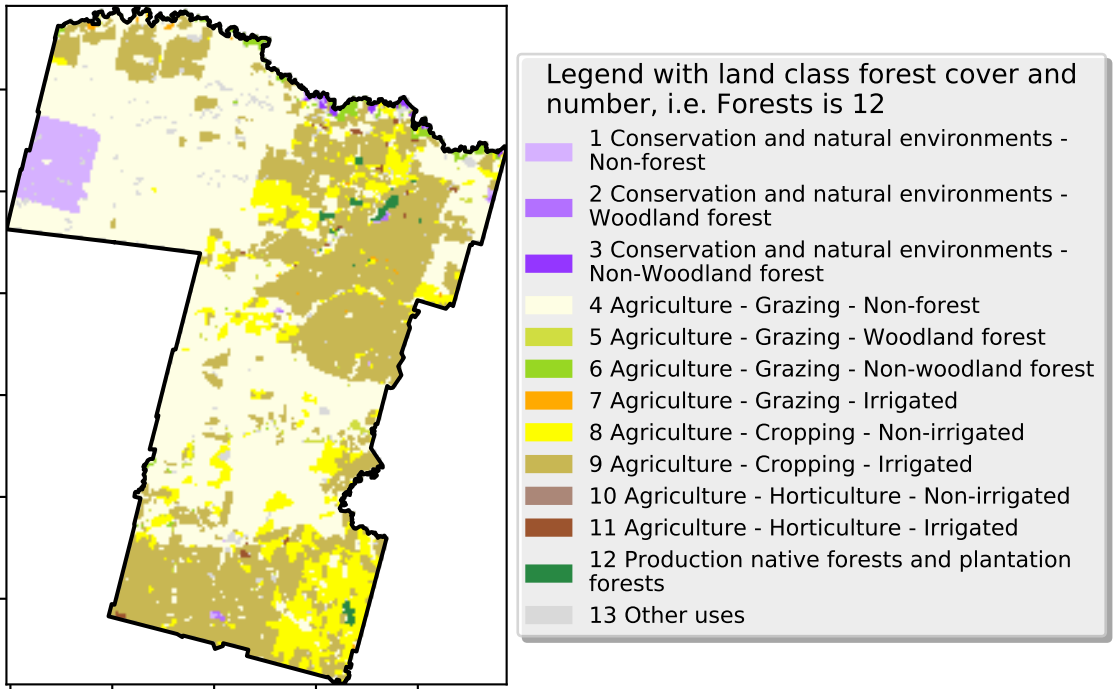 Legend with land class forest cover and
number, i.e. Forests is 12
1 Conservation and natural environments -
Non-forest
2 Conservation and natural environments -
Woodland forest
3 Conservation and natural environments -
Non-Woodland forest
4 Agriculture - Grazing - Non-forest
5 Agriculture - Grazing - Woodland forest
6 Agriculture - Grazing - Non-woodland forest
7 Agriculture - Grazing - Irrigated
8 Agriculture - Cropping - Non-irrigated
9 Agriculture - Cropping - Irrigated
10 Agriculture - Horticulture - Non-irrigated
11 Agriculture - Horticulture - Irrigated
12 Production native forests and plantation
forests
13 Other uses